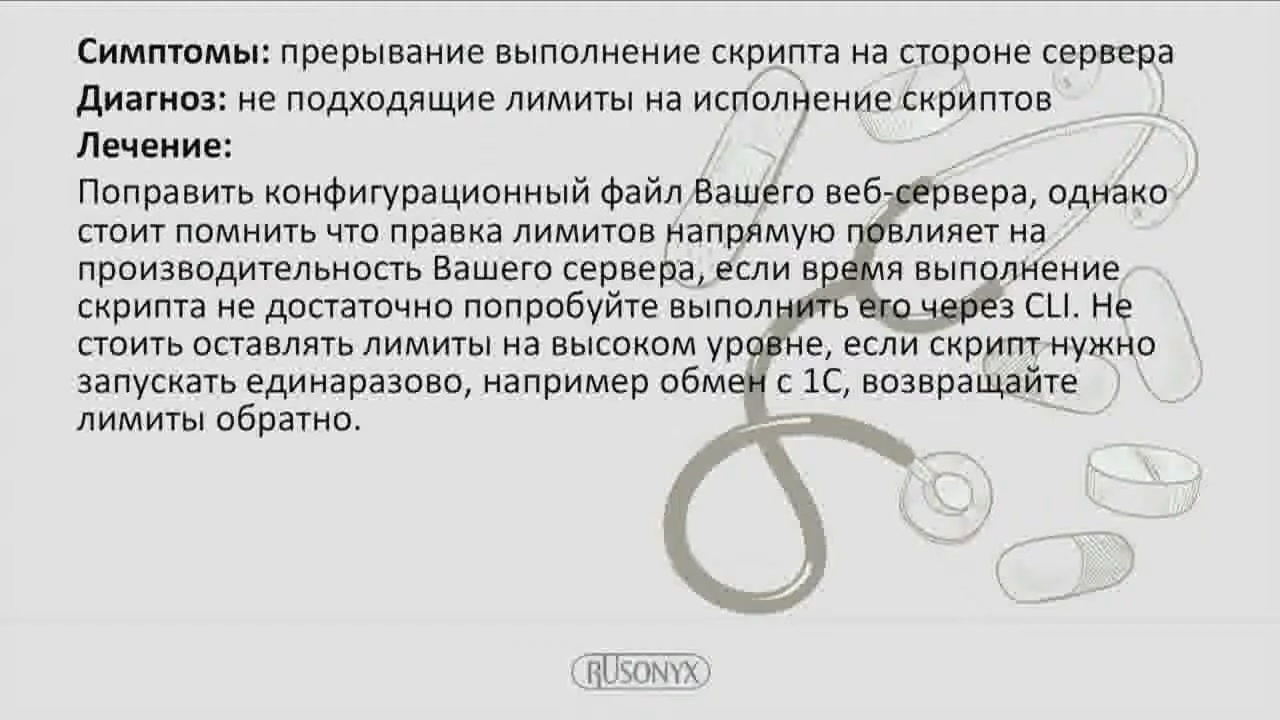 Симптомы: прерывание выполнение скрипта на стороне сервера
Диагноз: не подходящие лимиты на исполнение скриптов
Лечение:
Поправить конфигурационный файл Вашего веб-сервера, однако
стоит помнить что правка лимитов напрямую повлияет на
производительность Вашего сервера, если время выполнение
скрипта не достаточно попробуйте выполнить его через CLI. Не
стоить оставлять лимиты на высоком уровне, если скрипт нужно
запускать единаразово, например обмен с 1С, возвращайте
лимиты обратно.
RUSONYX